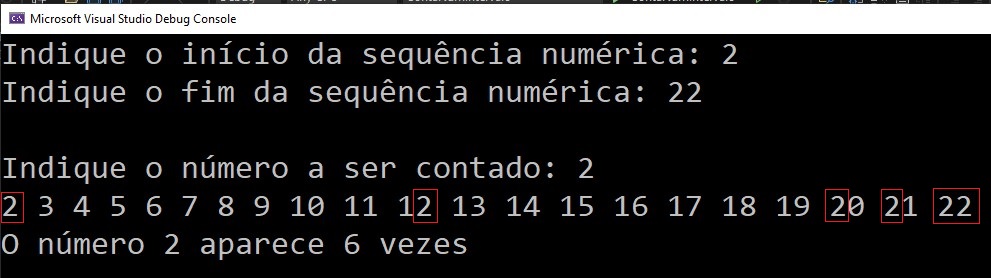 Microsoft Visual Studio Debug Console
Indique o início da sequência numérica: 2
Indique o fim da sequência numérica: 22
Indique o número a ser contado: 2
2 3 4 5 6 7 8 9 10 11 12 13 14 15 16 17 18 19 20 21 22
O número 2 aparece 6 vezes